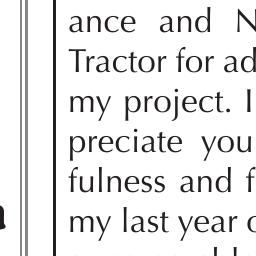 ance and N
Tractor for ad
my project. I
preciate you
fulness and f
my last year o